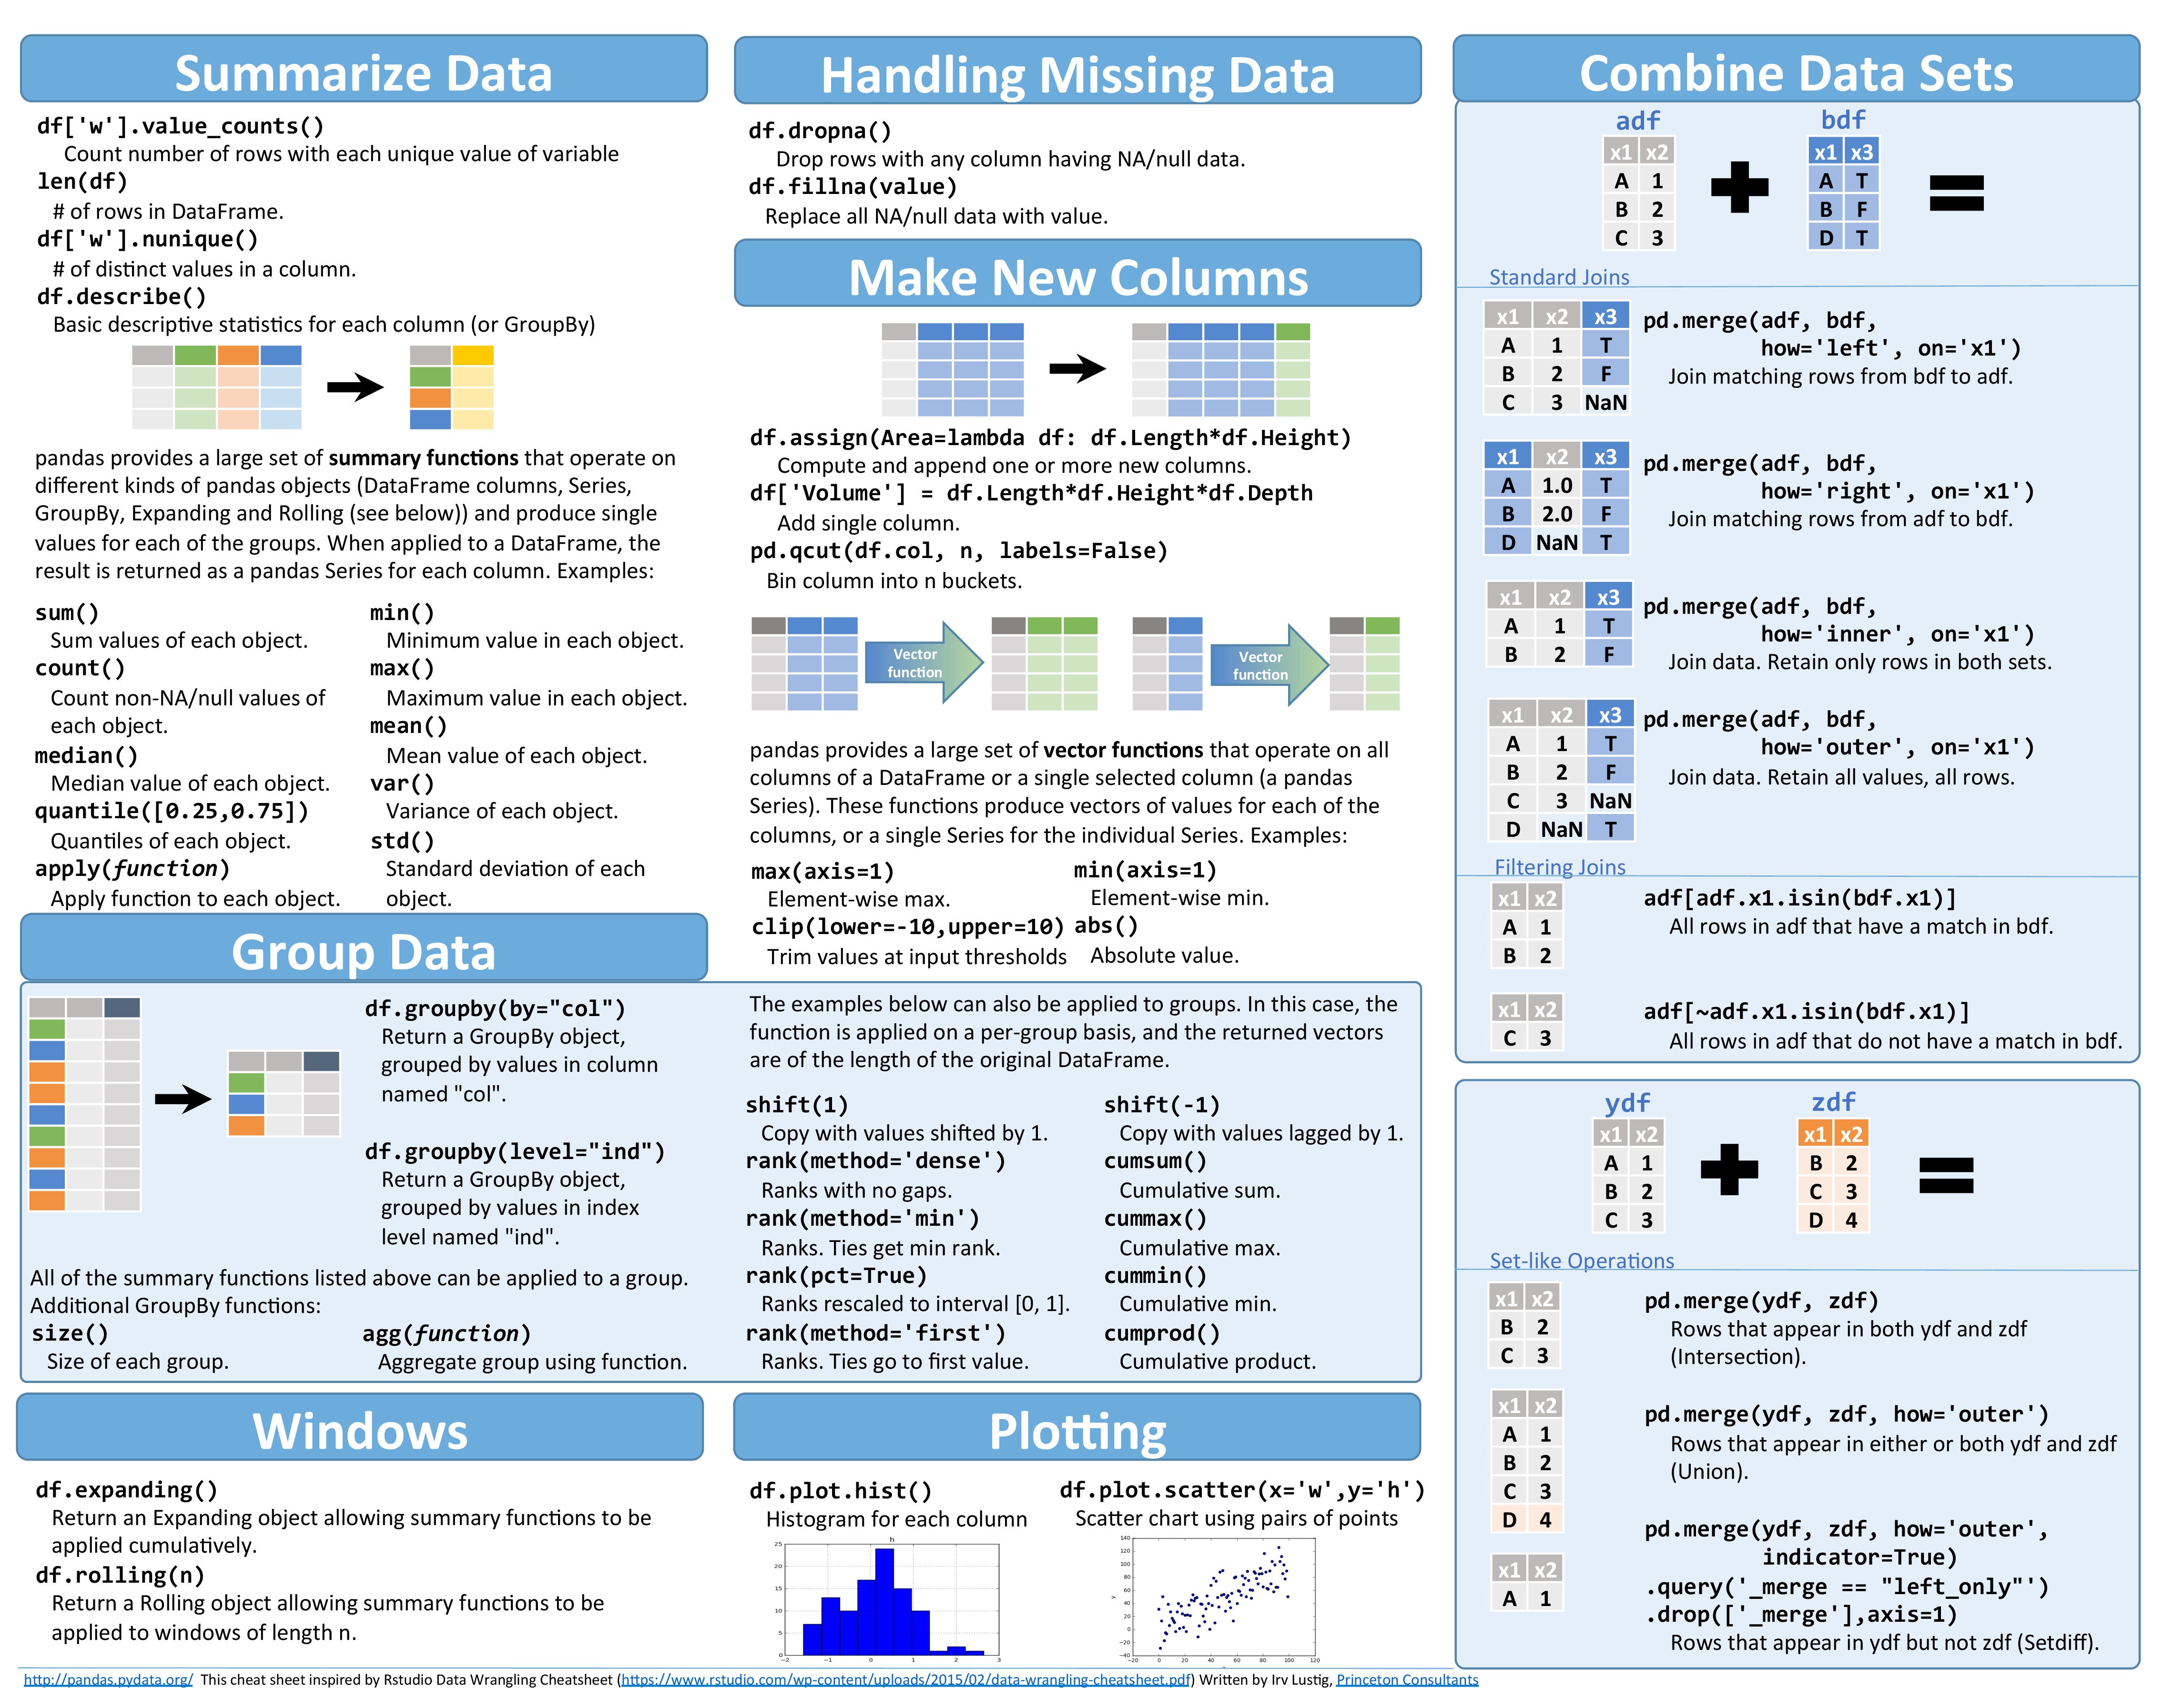 Summarize Data
df['w'].value_counts()
Count number of rows with each unique value of variable
len(df)
# of rows in DataFrame.
df['w'].nunique()
# of distinct values in a column.
df.describe()
Basic descriptive statistics for each column (or GroupBy)
pandas provides a large set of summary functions that operate on
different kinds of pandas objects (DataFrame columns, Series,
GroupBy, Expanding and Rolling (see below)) and produce single
values for each of the groups. When applied to a DataFrame, the
result is returned as a pandas Series for each column. Examples:
sum()
Sum values of each object.
count()
Count non-NA/null values of
each object.
median()
Median value of each object.
quantile([0.25,0.75])
Quantiles of each object.
apply(function)
Apply function to each object.
min()
Minimum value in each object.
max()
Maximum value in each object.
mean()
Mean value of each object.
var()
Variance of each object.
std()
Standard deviation of each
object.
Group Data
df.groupby(by="col")
Return a GroupBy object,
grouped by values in column
named "col".
df.groupby(level="ind")
Return a GroupBy object,
grouped by values in index
level named "ind".
All of the summary functions listed above can be applied to a group.
Additional GroupBy functions:
size()
Size of each group.
agg(function)
Aggregate group using function.
Windows
df.expanding()
Return an Expanding object allowing summary functions to be
applied cumulatively.
df.rolling(n)
Return a Rolling object allowing summary functions to be
applied to windows of length n.
Handling Missing Data
df.dropna()
Drop rows with any column having NA/null data.
df.fillna(value)
Replace all NA/null data with value.
Make New Columns
df.assign(Area=lambda df: df.Length*df.Height)
Compute and append one or more new columns.
df['Volume'] = df.Length*df.Height*df.Depth
Add single column.
pd.qcut(df.col, n, labels=False)
Bin column into n buckets.
Vector
function
Vector
function
pandas provides a large set of vector functions that operate on all
columns of a DataFrame or a single selected column (a pandas
Series). These functions produce vectors of values for each of the
columns, or a single Series for the individual Series. Examples:
max(axis=1)
Element-wise max.
clip(lower=-10,upper=10)
Trim values at input thresholds
min(axis=1)
Element-wise min.
abs()
Absolute value.
The examples below can also be applied to groups. In this case, the
function is applied on a per-group basis, and the returned vectors
are of the length of the original DataFrame.
shift(1)
Copy with values shifted by 1.
rank(method='dense')
Ranks with no gaps.
rank(method='min')
Ranks. Ties get min rank.
rank(pct=True)
Ranks rescaled to interval [0, 1].
rank(method='first')
Ranks. Ties go to first value.
shift(-1)
Copy with values lagged by 1.
cumsum()
Cumulative sum.
cummax()
Cumulative max.
cummin()
Cumulative min.
cumprod()
Cumulative product.
Plotting
df.plot.hist()
Histogram for each column
h
25
20
15
10
5
0
−2 −1 0 1 2 3
df.plot.scatter(x='w',y='h')
Scatter chart using pairs of points
140
120
100
80
60
40
20
0
−20
−40
y
−20 0 20 40 60 80 100 120
Combine Data Sets
adf
x1 x2
A 1
B 2
C 3
bdf
x1 x3
A T
B F
D T
Standard Joins
x1 x2 x3
A 1 T
B 2 F
C 3 NaN
pd.merge(adf, bdf,
how='left', on='x1')
Join matching rows from bdf to adf.
x1 x2 x3
A 1.0 T
B 2.0 F
D NaN T
pd.merge(adf, bdf,
how='right', on='x1')
Join matching rows from adf to bdf.
x1 x2 x3
A 1 T
B 2 F
pd.merge(adf, bdf,
how='inner', on='x1')
Join data. Retain only rows in both sets.
x1 x2 x3
A 1 T
B 2 F
C 3 NaN
D NaN T
pd.merge(adf, bdf,
how='outer', on='x1')
Join data. Retain all values, all rows.
Filtering Joins
x1 x2
A 1
B 2
adf[adf.x1.isin(bdf.x1)]
All rows in adf that have a match in bdf.
x1 x2
C 3
adf[~adf.x1.isin(bdf.x1)]
All rows in adf that do not have a match in bdf.
ydf
x1 x2
A 1
B 2
C 3
zdf
x1 x2
B 2
C 3
D 4
Set-like Operations
x1 x2
B 2
C 3
pd.merge(ydf, zdf)
Rows that appear in both ydf and zdf
(Intersection).
x1 x2
A 1
B 2
C 3
D 4
pd.merge(ydf, zdf, how='outer')
Rows that appear in either or both ydf and zdf
(Union).
x1 x2
A 1
pd.merge(ydf, zdf, how='outer',
indicator=True)
.query('_merge == "left_only"')
.drop(['_merge'],axis=1)
Rows that appear in ydf but not zdf (Setdiff).
http://pandas.pydata.org/ This cheat sheet inspired by Rstudio Data Wrangling Cheatsheet (https://www.rstudio.com/wp-content/uploads/2015/02/data-wrangling-cheatsheet.pdf) Written by Irv Lustig, Princeton Consultants